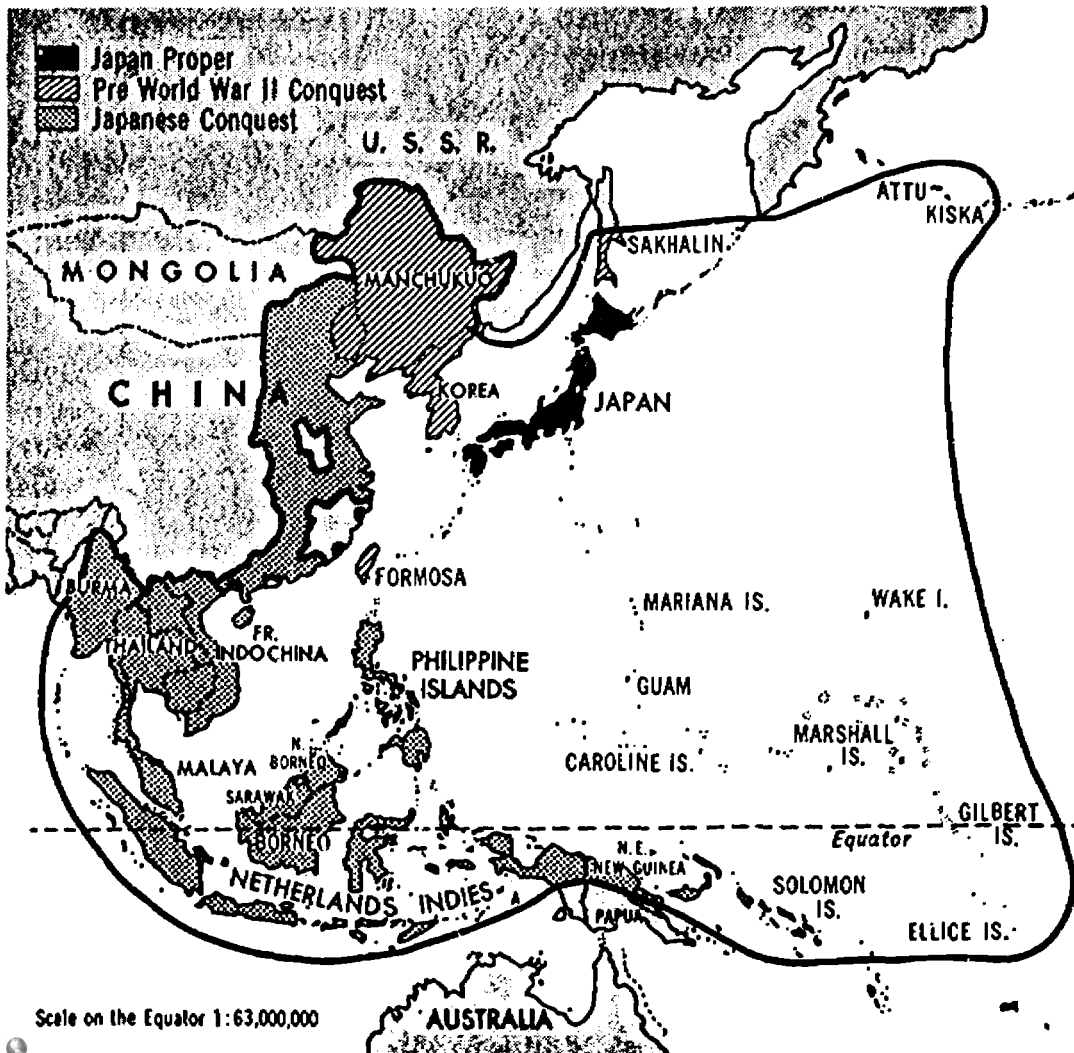 Japan Proper
Pre World War II Conquest
Japanese Conquest
U. S. S. R.
ATTU
KISKA
SAKHALIN
MONGOLIA
MANCHUKUO
CHINA
KOREA
JAPAN
FORMOSA
BURMA
MARIANA IS.
WAKE I.
FR.
INDOCHINA
THAILAND
PHILIPPINE
ISLANDS
GUAM
MARSHALL
IS.
N.
BORNEO
MALAYA
CAROLINE IS.
SARAWAK
GILBERT
IS.
Equator
BORNEO
N.E.
NEW GUINEA
NETHERLANDS INDIES
SOLOMON
IS.
PAPUA
ELLICE IS.
AUSTRALIA
Scale on the Equator 1:63,000,000